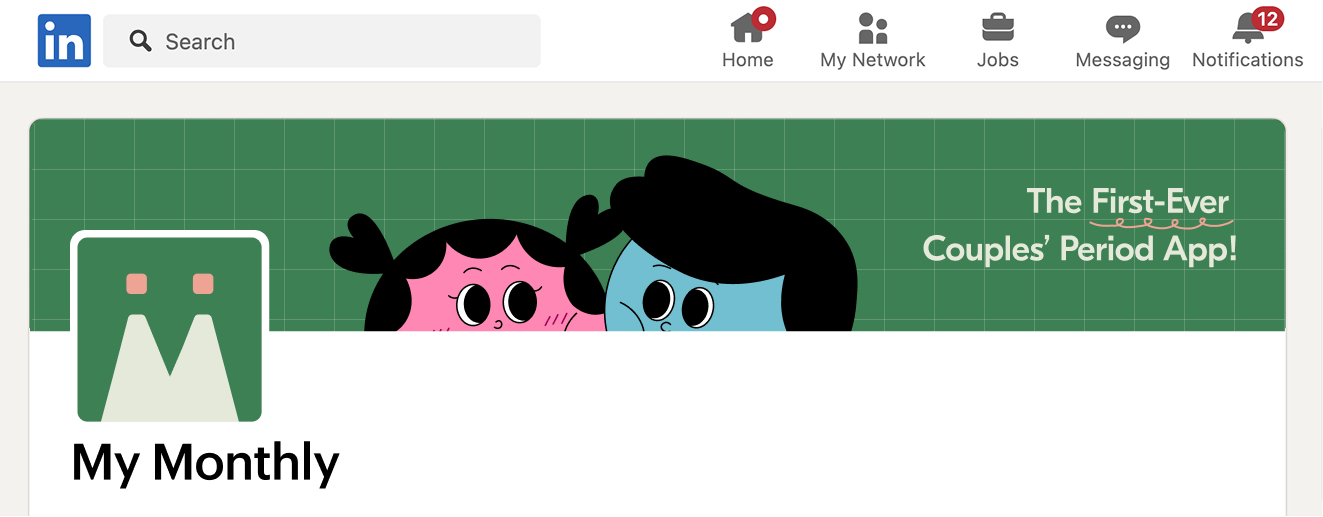 in
Search
Home
My Network
Jobs
Messaging
12
Notifications
The First-Ever
Couples’ Period App!
M
My Monthly